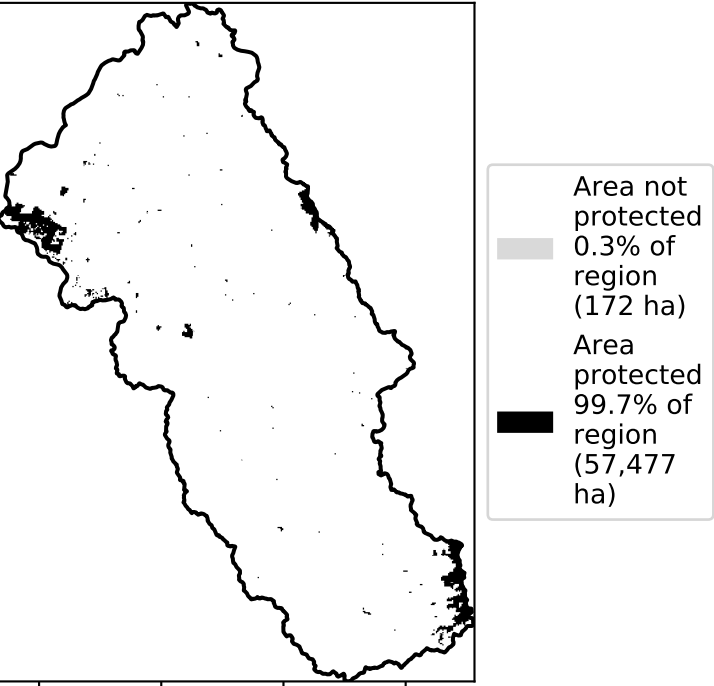 Area not
protected
0.3% of
region
(172 ha)
Area
protected
99.7% of
region
(57,477
ha)